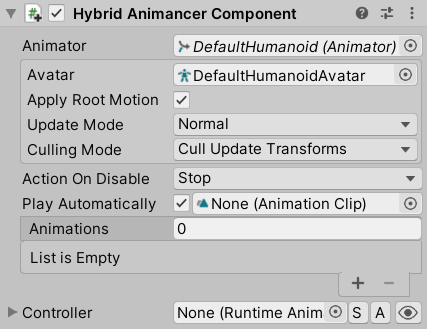 Hybrid Animancer Component
Animator DefaultHumanoid (Animator)
Avatar DefaultHumanoidAvatar
Apply Root Motion
Update Mode Normal
Culling Mode Cull Update Transforms
Action On Disable Stop
Play Automatically None (Animation Clip)
Animations 0
List is Empty
Controller None (Runtime Anim S A